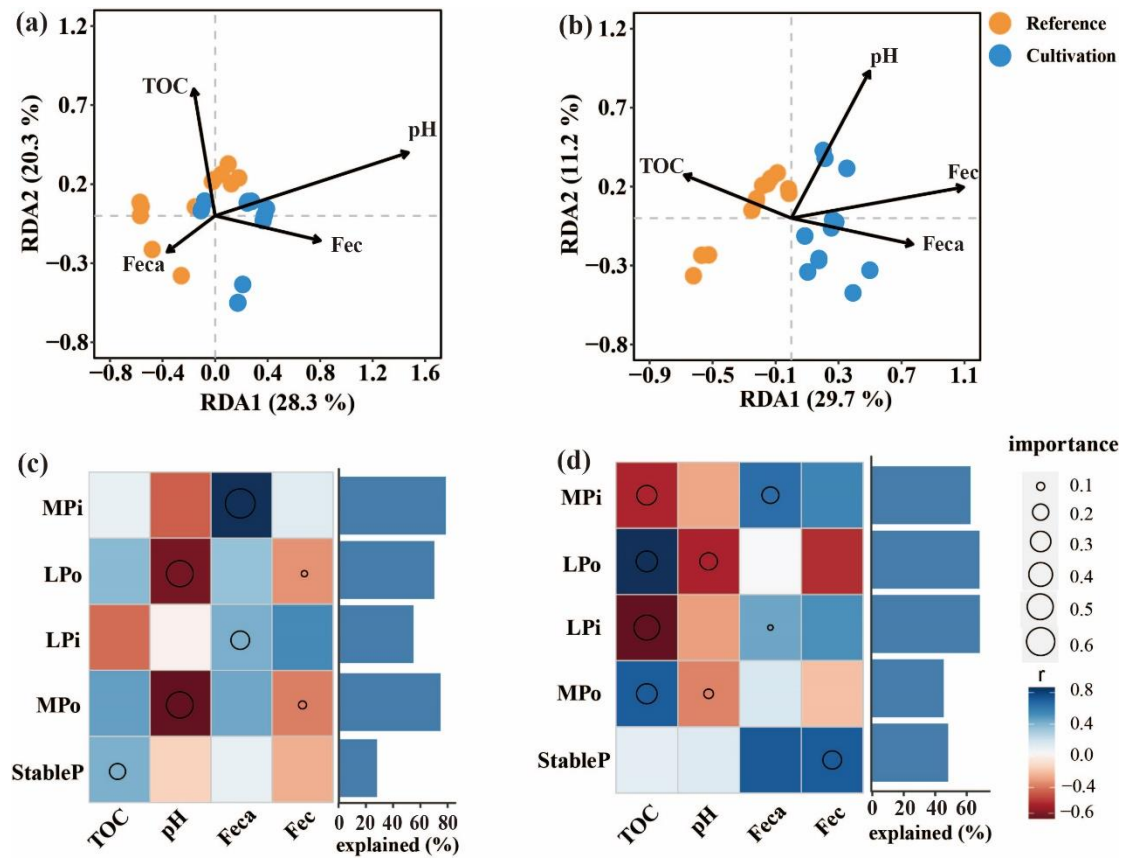 (a)
RDA2 (20.3 %)
1.2
0.7
0.2
−0.3
−0.8
TOC
pH
Feca
Fec
−0.8
−0.4
0.0
0.4
0.8
1.2
1.6
RDA1 (28.3 %)
(b)
RDA2 (11.2 %)
1.2
0.7
0.2
−0.3
−0.8
pH
TOC
Fec
Feca
−0.9
−0.5
−0.1
0.3
0.7
1.1
RDA1 (29.7 %)
Reference
Cultivation
(c)
MPi
LPo
LPi
MPo
StableP
TOC
pH
Feca
Fec
0
20
40
60
80
explained (%)
(d)
MPi
LPo
LPi
MPo
StableP
TOC
pH
Feca
Fec
0
20
40
60
explained (%)
importance
0.1
0.2
0.3
0.4
0.5
0.6
r
0.8
0.4
0.0
−0.4
−0.6